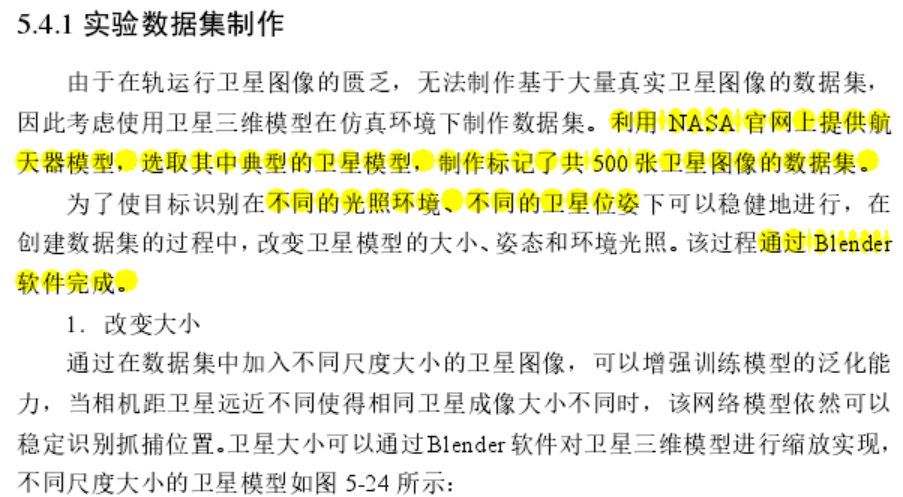 5.4.1 实验数据集制作
由于在轨运行卫星图像的匮乏，无法制作基于大量真实卫星图像的数据集，
因此考虑使用卫星三维模型在仿真环境下制作数据集。利用 NASA 官网上提供航
天器模型，选取其中典型的卫星模型，制作标记了共 500 张卫星图像的数据集。
为了使目标识别在不同的光照环境、不同的卫星位姿下可以稳健地进行，在
创建数据集的过程中，改变卫星模型的大小、姿态和环境光照。该过程通过 Blender
软件完成。
1．改变大小
通过在数据集中加入不同尺度大小的卫星图像，可以增强训练模型的泛化能
力，当相机距卫星远近不同使得相同卫星成像大小不同时，该网络模型依然可以
稳定识别抓捕位置。卫星大小可以通过Blender 软件对卫星三维模型进行缩放实现，
不同尺度大小的卫星模型如图 5-24 所示：